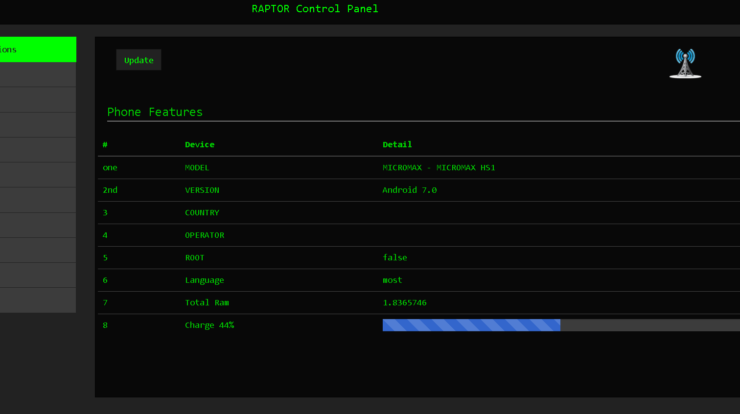 RAPTOR Control Panel
ions
Update
Phone Features
# Device Detail
one MODEL MICROMAX - MICROMAX HS1
2nd VERSION Android 7.0
3 COUNTRY
4 OPERATOR
5 ROOT false
6 Language most
7 Total Ram 1.8365746
8 Charge 44%